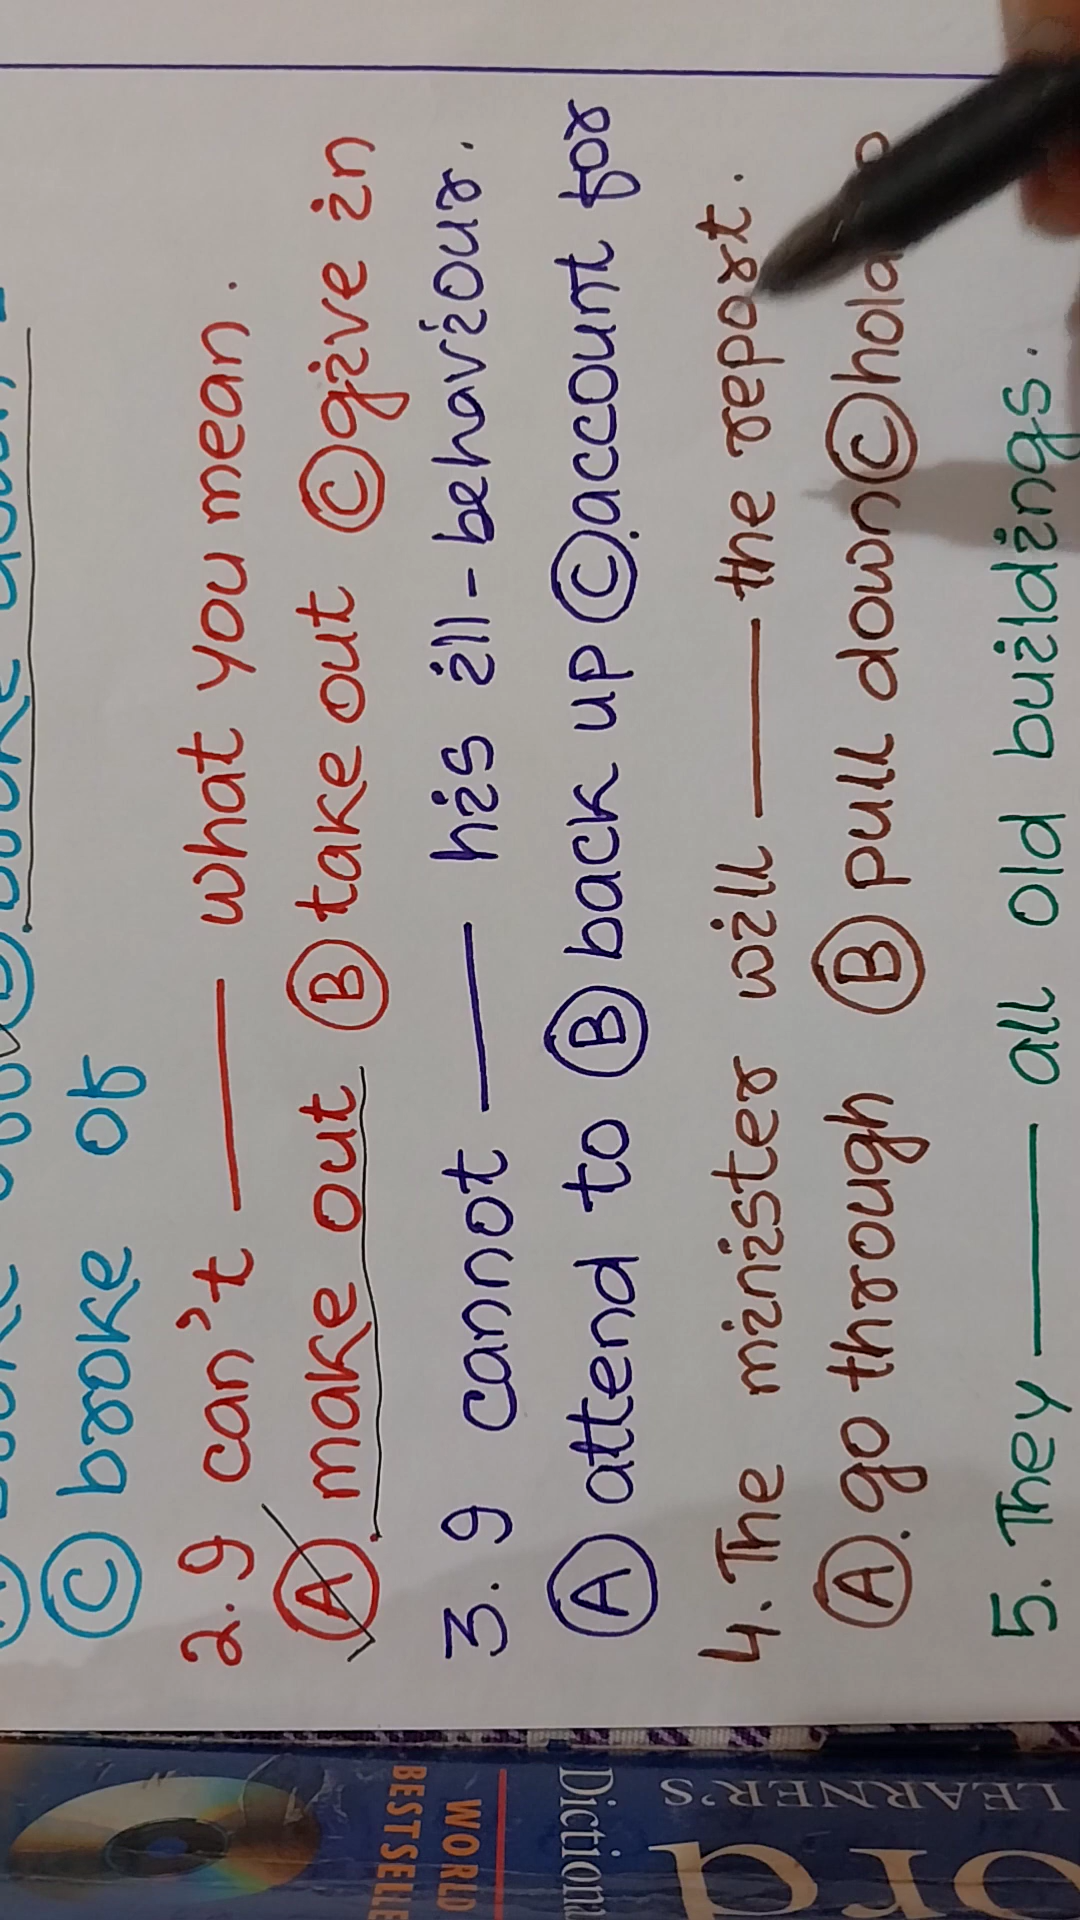 C broke of
2. I can't —— what you mean.
A make out B take out C give in
3. I cannot —— his ill-behaviour.
A attend to B back up C account for
4. The minister will —— the report.
A go through B pull down C hold
5. They —— all old buildings.
WORLD
BESTSELLE
Diction
LEARNER'S